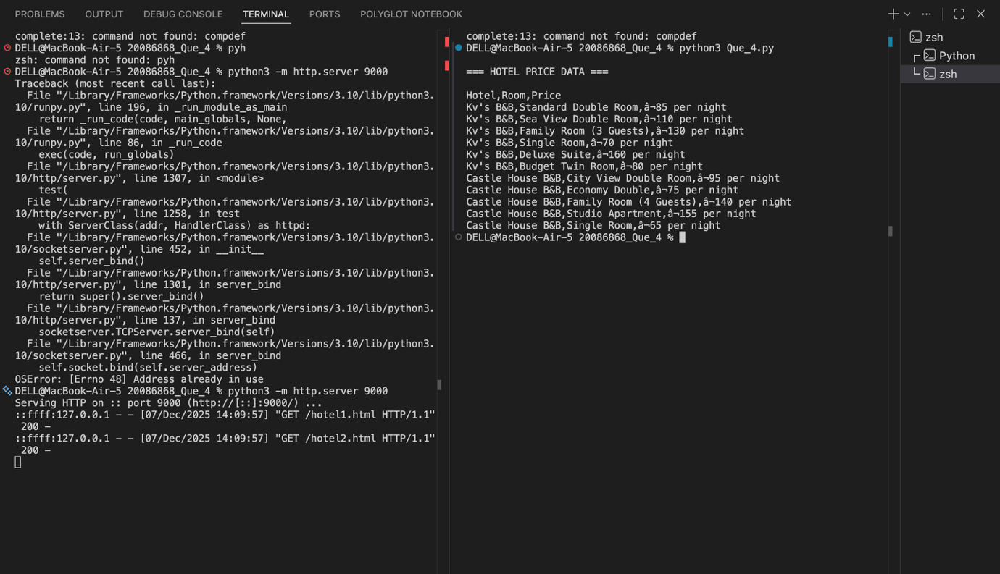 PROBLEMS OUTPUT DEBUG CONSOLE TERMINAL PORTS POLYGLOT NOTEBOOK
complete:13: command not found: compdef
DELL@MacBook-Air-5 20086868_Que_4 % pyh
zsh: command not found: pyh
DELL@MacBook-Air-5 20086868_Que_4 % python3 -m http.server 9000
Traceback (most recent call last):
  File "/Library/Frameworks/Python.framework/Versions/3.10/lib/python3.
10/runpy.py", line 196, in _run_module_as_main
    return _run_code(code, main_globals, None,
  File "/Library/Frameworks/Python.framework/Versions/3.10/lib/python3.
10/runpy.py", line 86, in _run_code
    exec(code, run_globals)
  File "/Library/Frameworks/Python.framework/Versions/3.10/lib/python3.
10/http/server.py", line 1307, in <module>
    test(
  File "/Library/Frameworks/Python.framework/Versions/3.10/lib/python3.
10/http/server.py", line 1258, in test
    with ServerClass(addr, HandlerClass) as httpd:
  File "/Library/Frameworks/Python.framework/Versions/3.10/lib/python3.
10/socketserver.py", line 452, in __init__
    self.server_bind()
  File "/Library/Frameworks/Python.framework/Versions/3.10/lib/python3.
10/http/server.py", line 1301, in server_bind
    return super().server_bind()
  File "/Library/Frameworks/Python.framework/Versions/3.10/lib/python3.
10/http/server.py", line 137, in server_bind
    socketserver.TCPServer.server_bind(self)
  File "/Library/Frameworks/Python.framework/Versions/3.10/lib/python3.
10/socketserver.py", line 466, in server_bind
    self.socket.bind(self.server_address)
OSError: [Errno 48] Address already in use
DELL@MacBook-Air-5 20086868_Que_4 % python3 -m http.server 9000
Serving HTTP on :: port 9000 (http://[::]:9000/) ...
::ffff:127.0.0.1 - - [07/Dec/2025 14:09:57] "GET /hotel1.html HTTP/1.1"
 200 -
::ffff:127.0.0.1 - - [07/Dec/2025 14:09:57] "GET /hotel2.html HTTP/1.1"
 200 -
complete:13: command not found: compdef
DELL@MacBook-Air-5 20086868_Que_4 % python3 Que_4.py
=== HOTEL PRICE DATA ===
Hotel,Room,Price
Kv's B&B,Standard Double Room,â¬85 per night
Kv's B&B,Sea View Double Room,â¬110 per night
Kv's B&B,Family Room (3 Guests),â¬130 per night
Kv's B&B,Single Room,â¬70 per night
Kv's B&B,Deluxe Suite,â¬160 per night
Kv's B&B,Budget Twin Room,â¬80 per night
Castle House B&B,City View Double Room,â¬95 per night
Castle House B&B,Economy Double,â¬75 per night
Castle House B&B,Family Room (4 Guests),â¬140 per night
Castle House B&B,Studio Apartment,â¬155 per night
Castle House B&B,Single Room,â¬65 per night
DELL@MacBook-Air-5 20086868_Que_4 %
zsh
Python
zsh